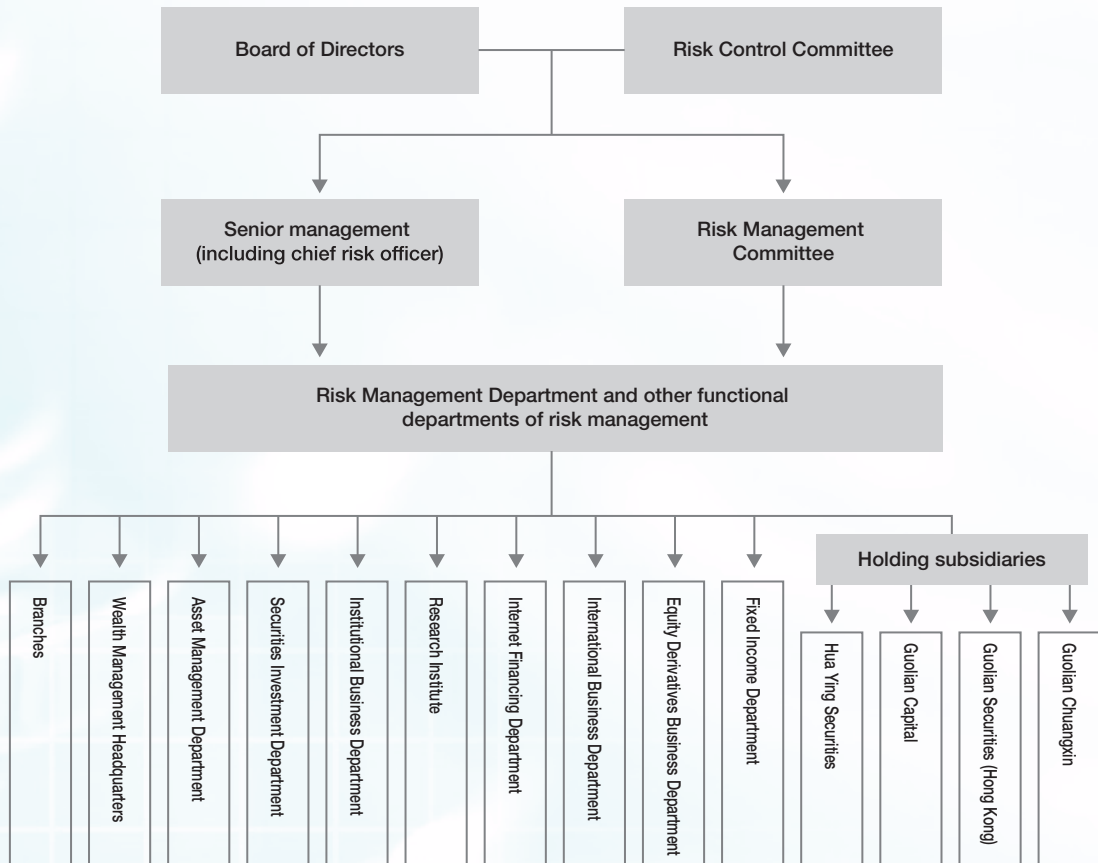 Board of Directors
Risk Control Committee
Senior management
(including chief risk officer)
Risk Management
Committee
Risk Management Department and other functional
departments of risk management
Holding subsidiaries
Branches
Wealth Management Headquarters
Asset Management Department
Securities Investment Department
Institutional Business Department
Research Institute
Internet Financing Department
International Business Department
Equity Derivatives Business Department
Fixed Income Department
Hua Ying Securities
Guolian Capital
Guolian Securities (Hong Kong)
Guolian Chuangxin